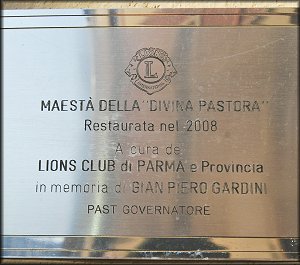 L
MAESTÀ DELLA "DIVINA PASTORA"
Restaurata nel 2008
A cura de
LIONS CLUB di PARMA e Provincia
in memoria di GIAN PIERO GARDINI
PAST GOVERNATORE